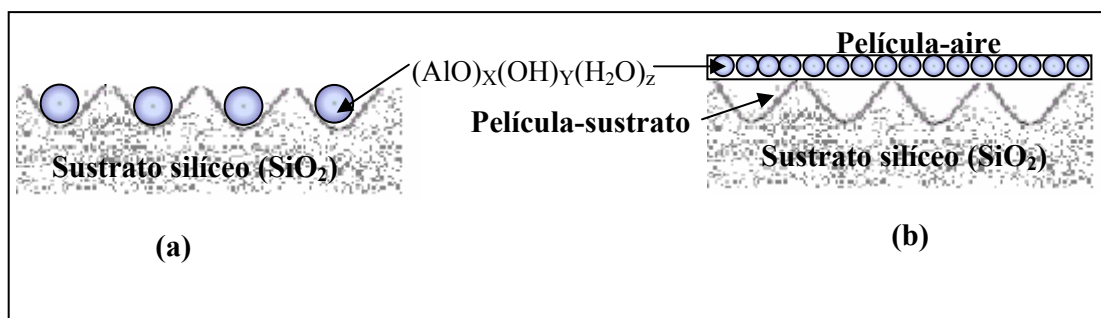 Película-aire
(AlO)X(OH)Y(H2O)z
Película-sustrato
Sustrato silíceo (SiO2)
Sustrato silíceo (SiO2)
(a)
(b)